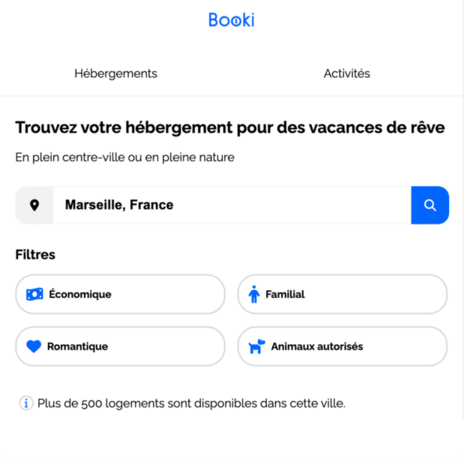 Booki
Hébergements
Activités
Trouvez votre hébergement pour des vacances de rêve
En plein centre-ville ou en pleine nature
Marseille, France
Filtres
Économique
Familial
Romantique
Animaux autorisés
Plus de 500 logements sont disponibles dans cette ville.